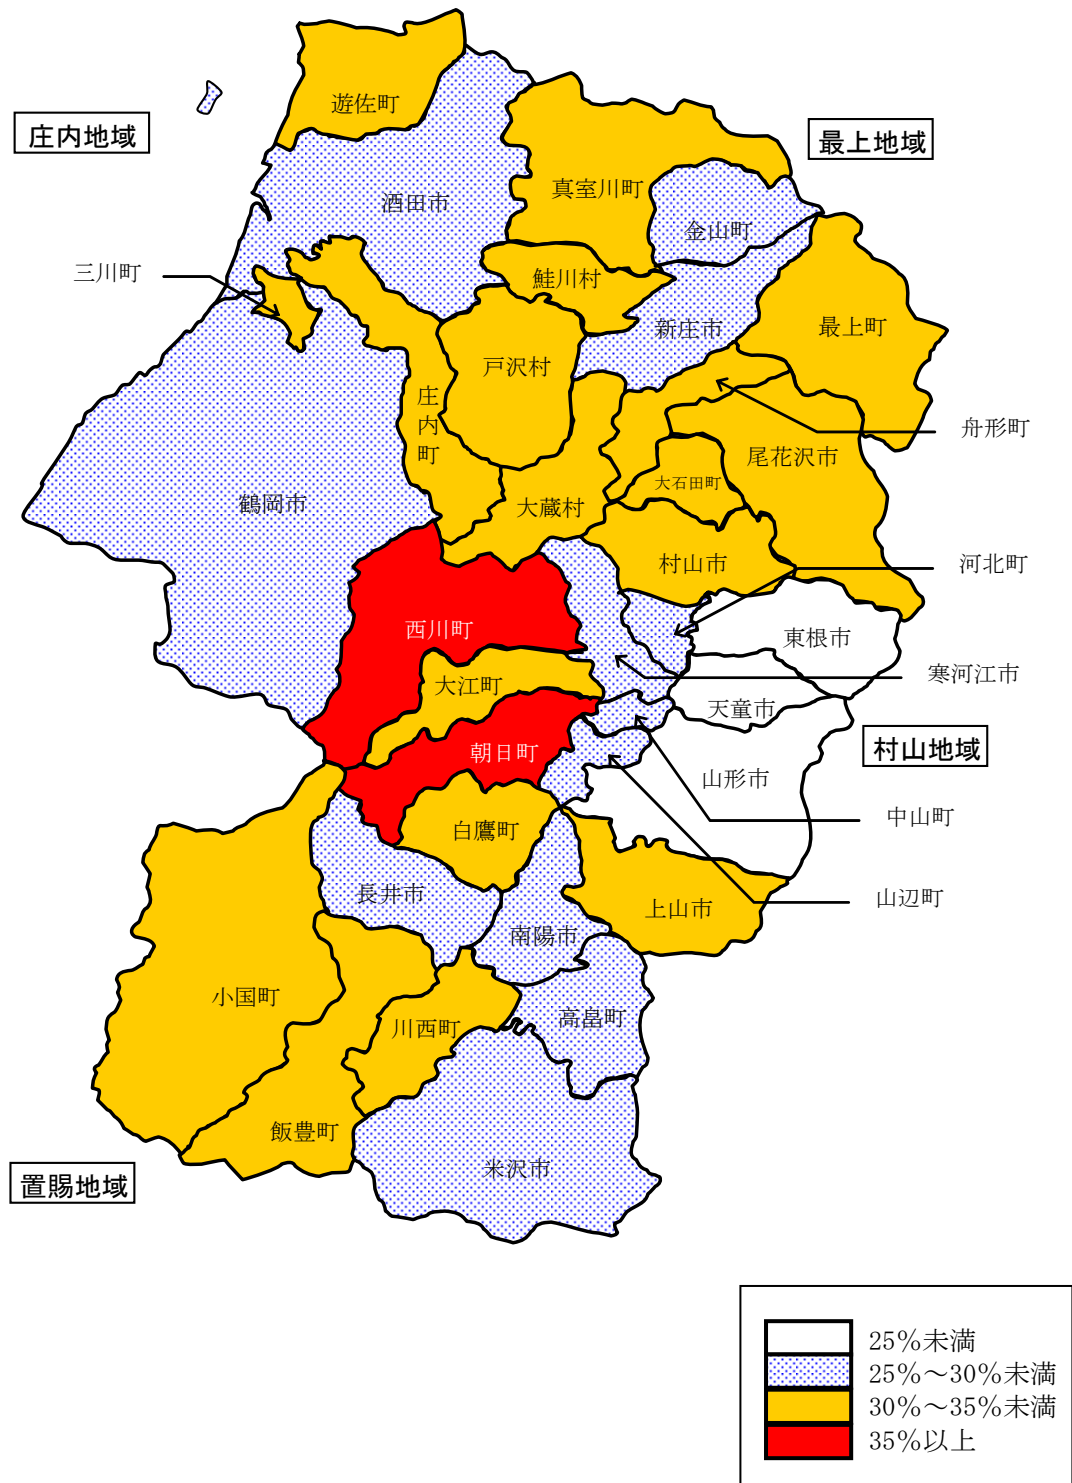 遊佐町
庄内地域
最上地域
酒田市
真室川町
金山町
三川町
鮭川村
新庄市
最上町
戸沢村
庄内町
舟形町
尾花沢市
大石田町
鶴岡市
大蔵村
村山市
河北町
西川町
東根市
大江町
寒河江市
天童市
朝日町
村山地域
山形市
中山町
白鷹町
長井市
上山市
山辺町
南陽市
小国町
川西町
高畠町
飯豊町
米沢市
置賜地域
25%未満
25%～30%未満
30%～35%未満
35%以上